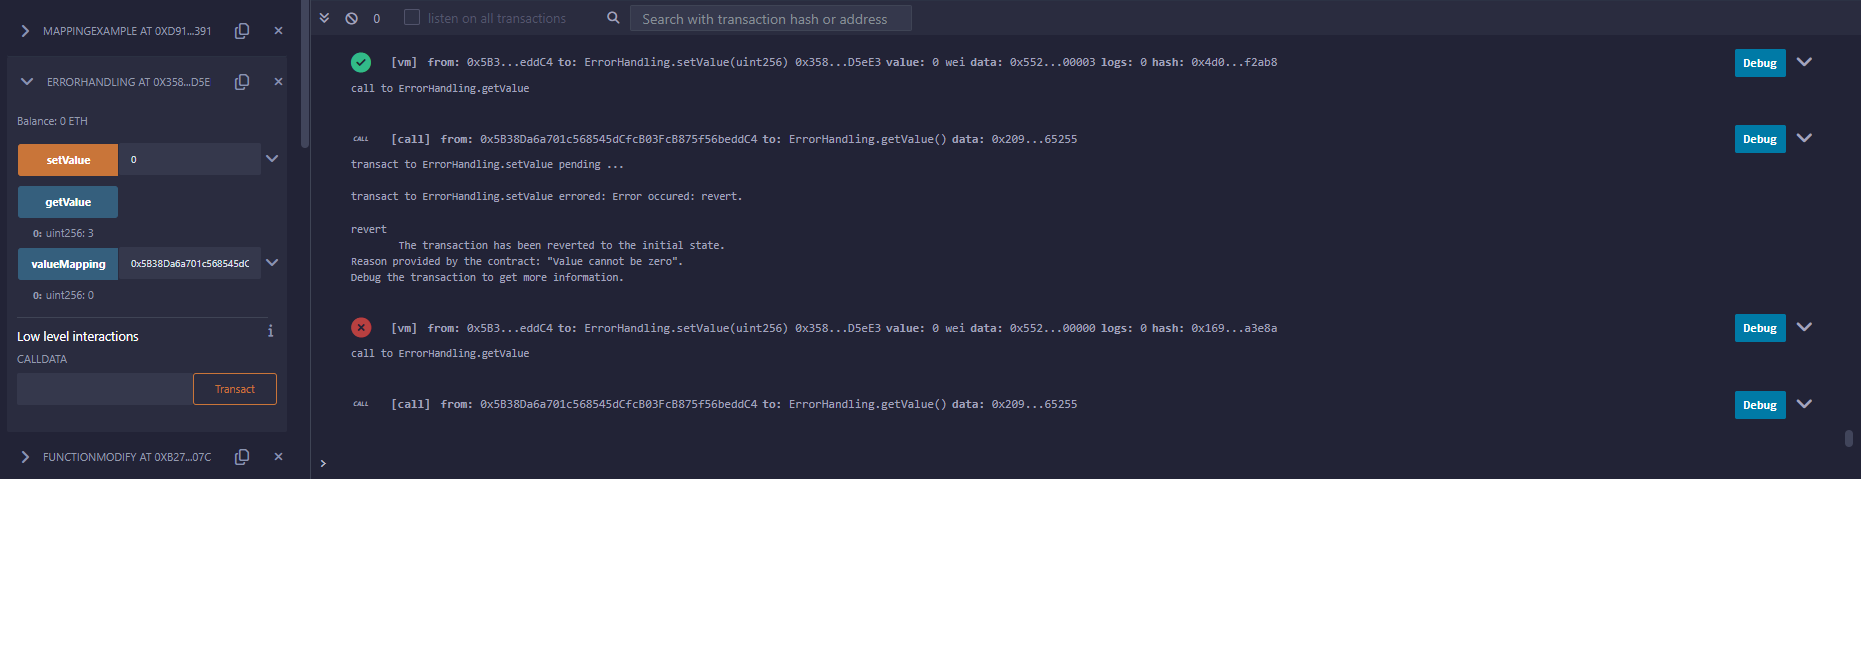 MAPPINGEXAMPLE AT 0XD91...391
ERRORHANDLING AT 0X358...D5E
Balance: 0 ETH
setValue 0
getValue
0: uint256: 3
valueMapping 0x5B38Da6a701c568545dC
0: uint256: 0
Low level interactions
CALLDATA
Transact
FUNCTIONMODIFY AT 0XB27...07C
0 listen on all transactions Search with transaction hash or address
[vm] from: 0x5B3...eddC4 to: ErrorHandling.setValue(uint256) 0x358...D5eE3 value: 0 wei data: 0x552...00003 logs: 0 hash: 0x4d0...f2ab8 Debug
call to ErrorHandling.getValue
CALL [call] from: 0x5B38Da6a701c568545dCfcB03FcB875f56beddC4 to: ErrorHandling.getValue() data: 0x209...65255 Debug
transact to ErrorHandling.setValue pending ...
transact to ErrorHandling.setValue errored: Error occured: revert.
revert
The transaction has been reverted to the initial state.
Reason provided by the contract: "Value cannot be zero".
Debug the transaction to get more information.
[vm] from: 0x5B3...eddC4 to: ErrorHandling.setValue(uint256) 0x358...D5eE3 value: 0 wei data: 0x552...00000 logs: 0 hash: 0x169...a3e8a Debug
call to ErrorHandling.getValue
CALL [call] from: 0x5B38Da6a701c568545dCfcB03FcB875f56beddC4 to: ErrorHandling.getValue() data: 0x209...65255 Debug
>